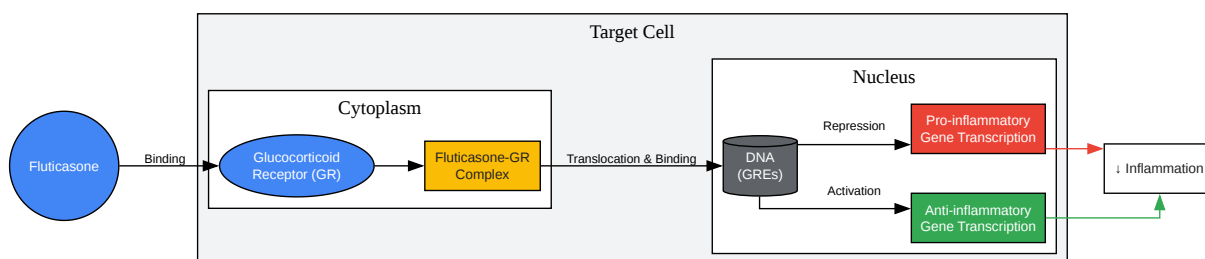 Target Cell
Nucleus
Cytoplasm
Fluticasone
Binding
Glucocorticoid
Receptor (GR)
Fluticasone-GR
Complex
Translocation & Binding
DNA
(GREs)
Repression
Pro-inflammatory
Gene Transcription
Activation
Anti-inflammatory
Gene Transcription
↓ Inflammation